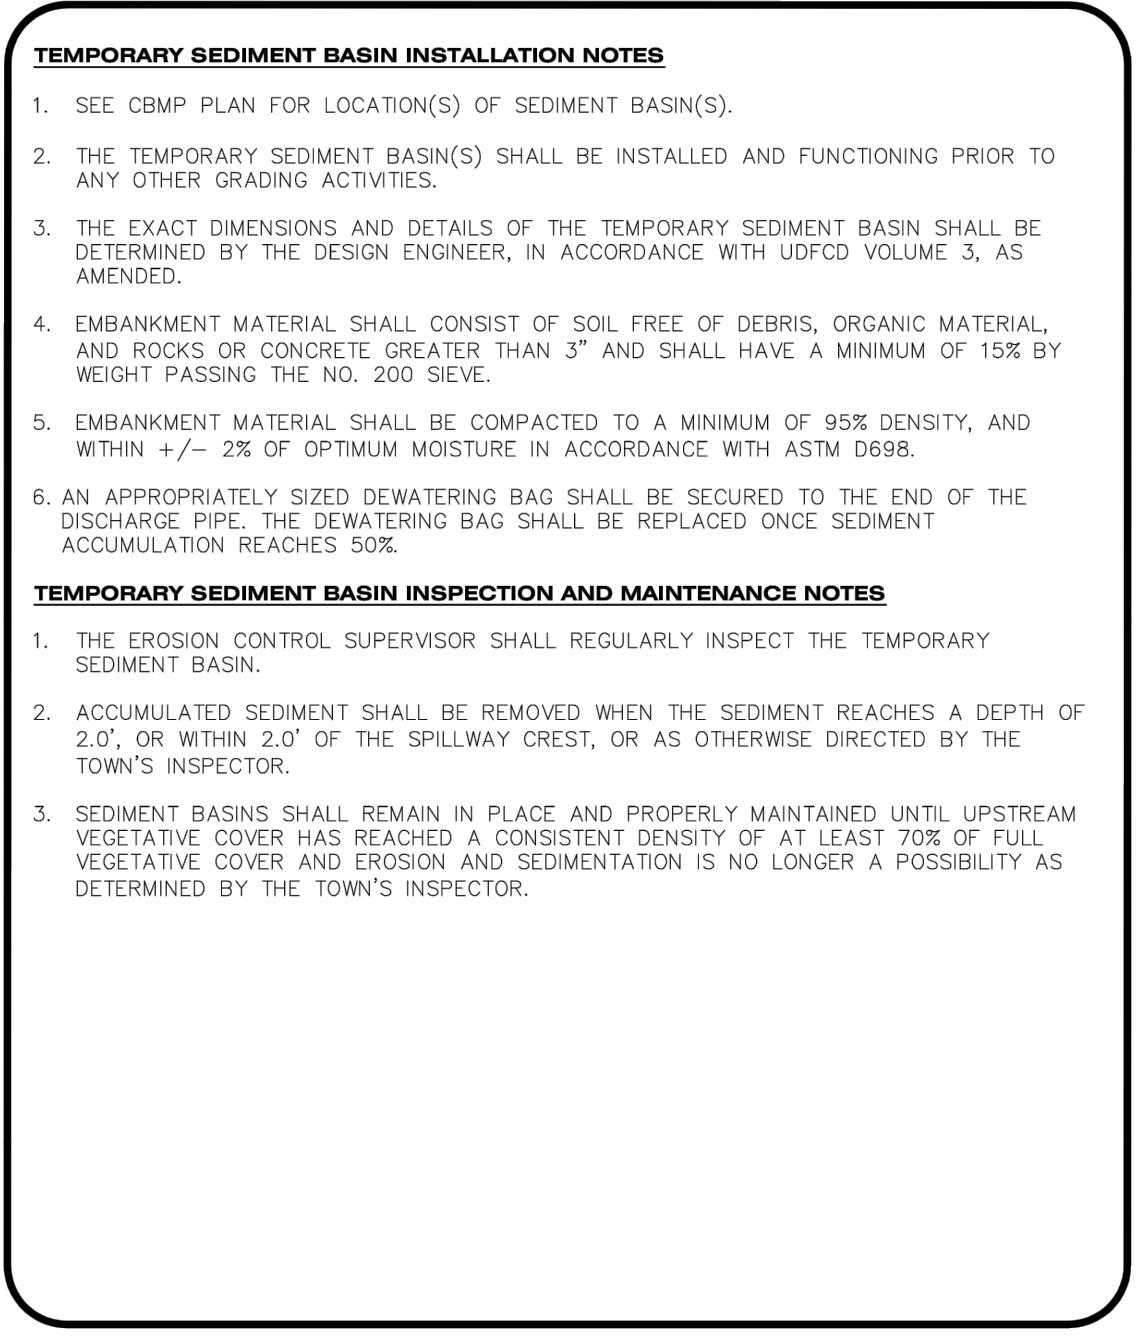 TEMPORARY SEDIMENT BASIN INSTALLATION NOTES
1. SEE CBMP PLAN FOR LOCATION(S) OF SEDIMENT BASIN(S).
2. THE TEMPORARY SEDIMENT BASIN(S) SHALL BE INSTALLED AND FUNCTIONING PRIOR TO
ANY OTHER GRADING ACTIVITIES.
3. THE EXACT DIMENSIONS AND DETAILS OF THE TEMPORARY SEDIMENT BASIN SHALL BE
DETERMINED BY THE DESIGN ENGINEER, IN ACCORDANCE WITH UDFCD VOLUME 3, AS
AMENDED.
4. EMBANKMENT MATERIAL SHALL CONSIST OF SOIL FREE OF DEBRIS, ORGANIC MATERIAL,
AND ROCKS OR CONCRETE GREATER THAN 3” AND SHALL HAVE A MINIMUM OF 15% BY
WEIGHT PASSING THE NO. 200 SIEVE.
5. EMBANKMENT MATERIAL SHALL BE COMPACTED TO A MINIMUM OF 95% DENSITY, AND
WITHIN +/− 2% OF OPTIMUM MOISTURE IN ACCORDANCE WITH ASTM D698.
6. AN APPROPRIATELY SIZED DEWATERING BAG SHALL BE SECURED TO THE END OF THE
DISCHARGE PIPE. THE DEWATERING BAG SHALL BE REPLACED ONCE SEDIMENT
ACCUMULATION REACHES 50%.
TEMPORARY SEDIMENT BASIN INSPECTION AND MAINTENANCE NOTES
1. THE EROSION CONTROL SUPERVISOR SHALL REGULARLY INSPECT THE TEMPORARY
SEDIMENT BASIN.
2. ACCUMULATED SEDIMENT SHALL BE REMOVED WHEN THE SEDIMENT REACHES A DEPTH OF
2.0’, OR WITHIN 2.0’ OF THE SPILLWAY CREST, OR AS OTHERWISE DIRECTED BY THE
TOWN’S INSPECTOR.
3. SEDIMENT BASINS SHALL REMAIN IN PLACE AND PROPERLY MAINTAINED UNTIL UPSTREAM
VEGETATIVE COVER HAS REACHED A CONSISTENT DENSITY OF AT LEAST 70% OF FULL
VEGETATIVE COVER AND EROSION AND SEDIMENTATION IS NO LONGER A POSSIBILITY AS
DETERMINED BY THE TOWN’S INSPECTOR.